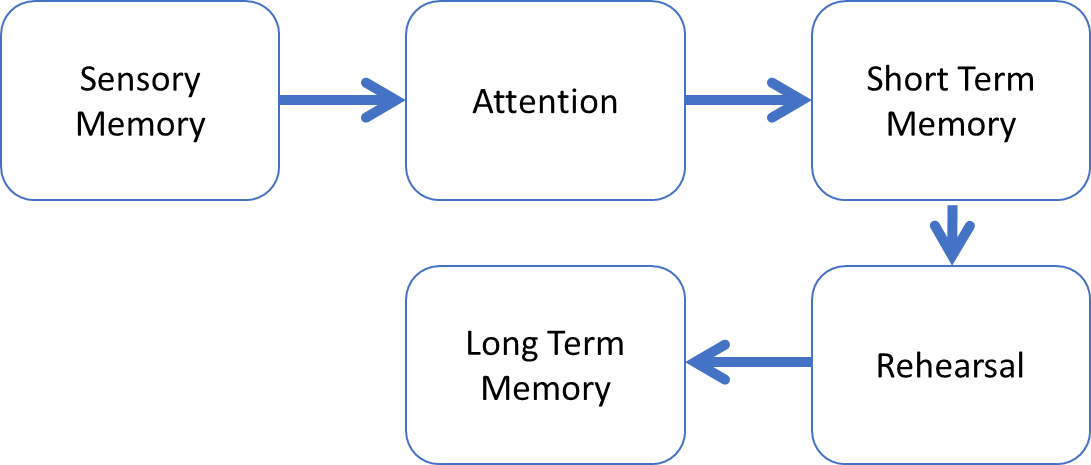 Sensory
Memory
Attention
Short Term
Memory
Long Term
Memory
Rehearsal